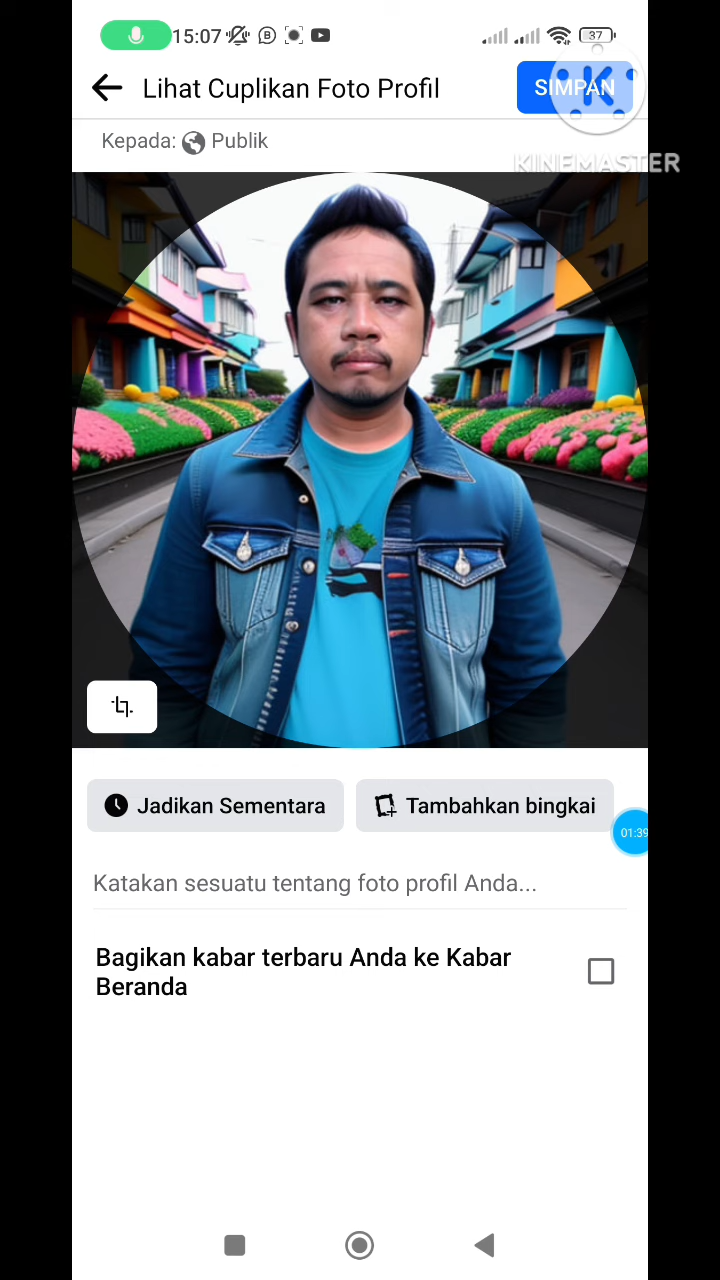 15:07
37
Lihat Cuplikan Foto Profil
SIMPAN
Kepada: Publik
KINEMASTER
Jadikan Sementara
Tambahkan bingkai
01:39
Katakan sesuatu tentang foto profil Anda...
Bagikan kabar terbaru Anda ke Kabar
Beranda